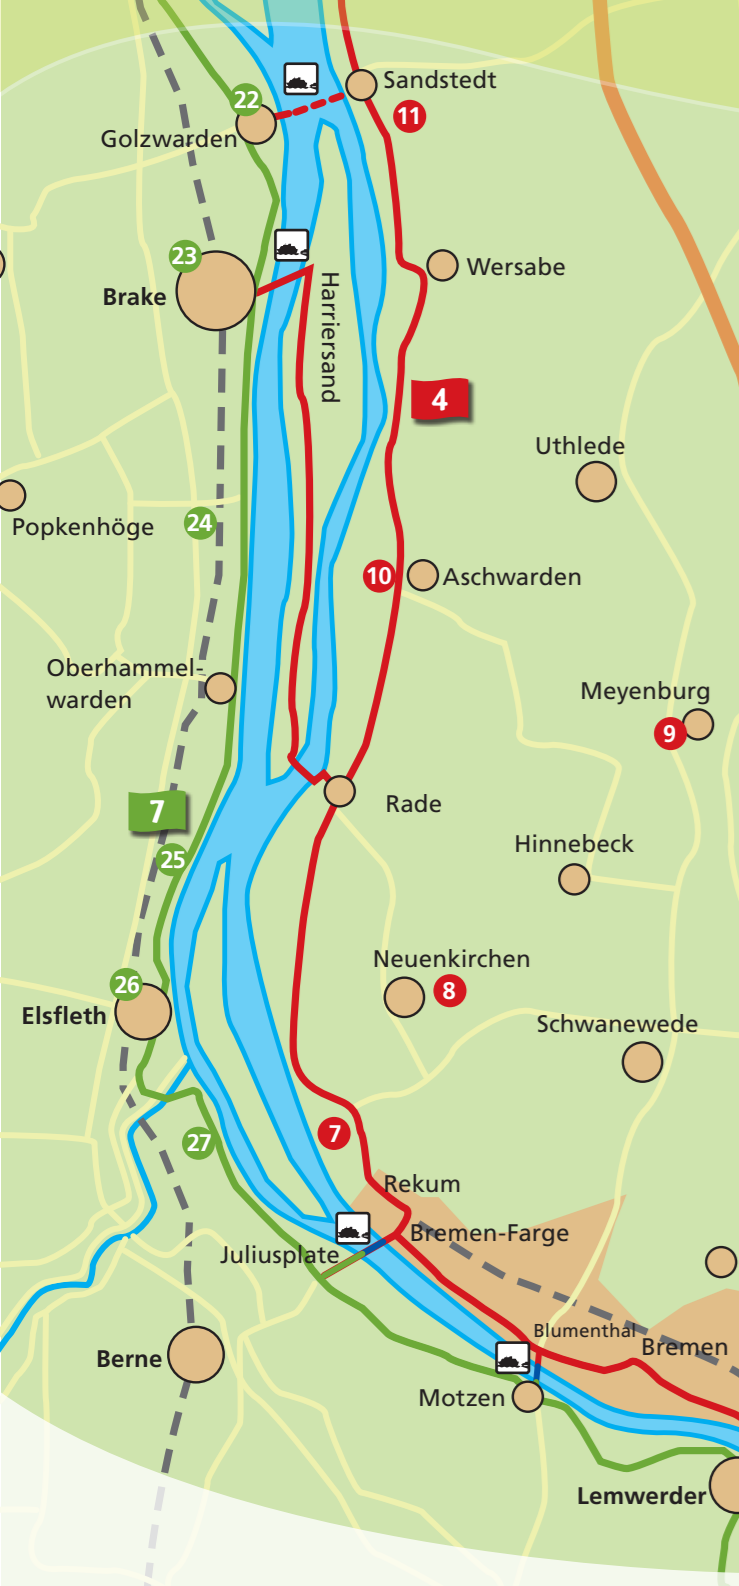 Sandstedt
22
11
Golzwarden
23
Wersabe
Brake
Harriersand
4
Uthlede
Popkenhöge
24
10
Aschwarden
Oberhammel-
warden
Meyenburg
9
Rade
7
Hinnebeck
25
Neuenkirchen
8
26
Elsfleth
Schwanewede
7
27
Rekum
Bremen-Farge
Juliusplate
Blumenthal
Bremen
Berne
Motzen
Lemwerder